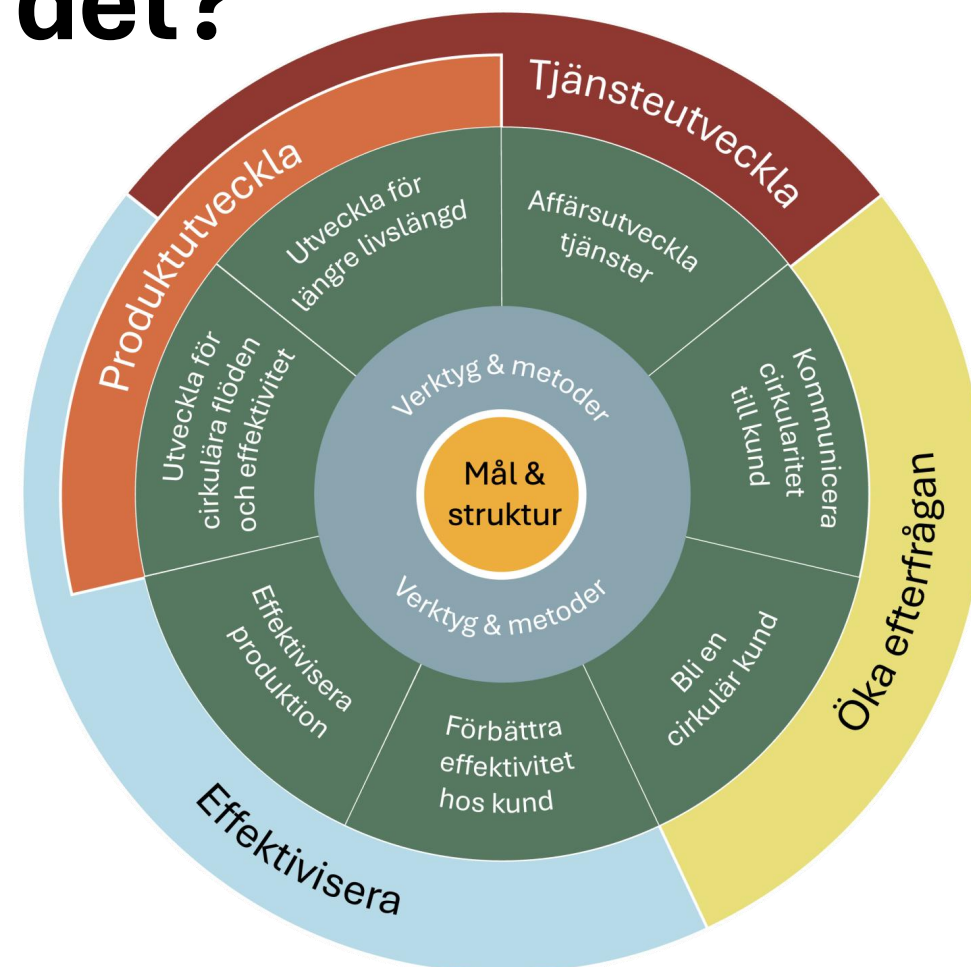 det?
Tjänsteutveckla
Produktutveckla
Utveckla för
längre livslängd
Affärsutveckla
tjänster
Utveckla för
cirkulära flöden
och effektivitet
Kommunicera
cirkularitet
till kund
Verktyg & metoder
Mål &
struktur
Verktyg & metoder
Effektivisera
produktion
Förbättra
effektivitet
hos kund
Bli en
cirkulär kund
Öka efterfrågan
Effektivisera